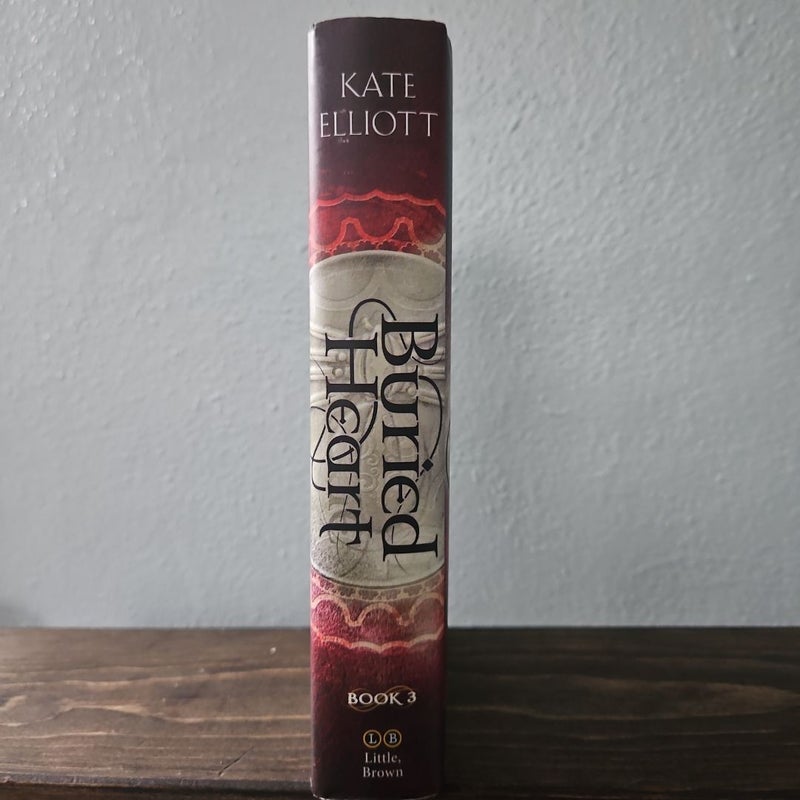 KATE
ELLIOTT
Buried
Heart
BOOK 3
L B
Little,
Brown